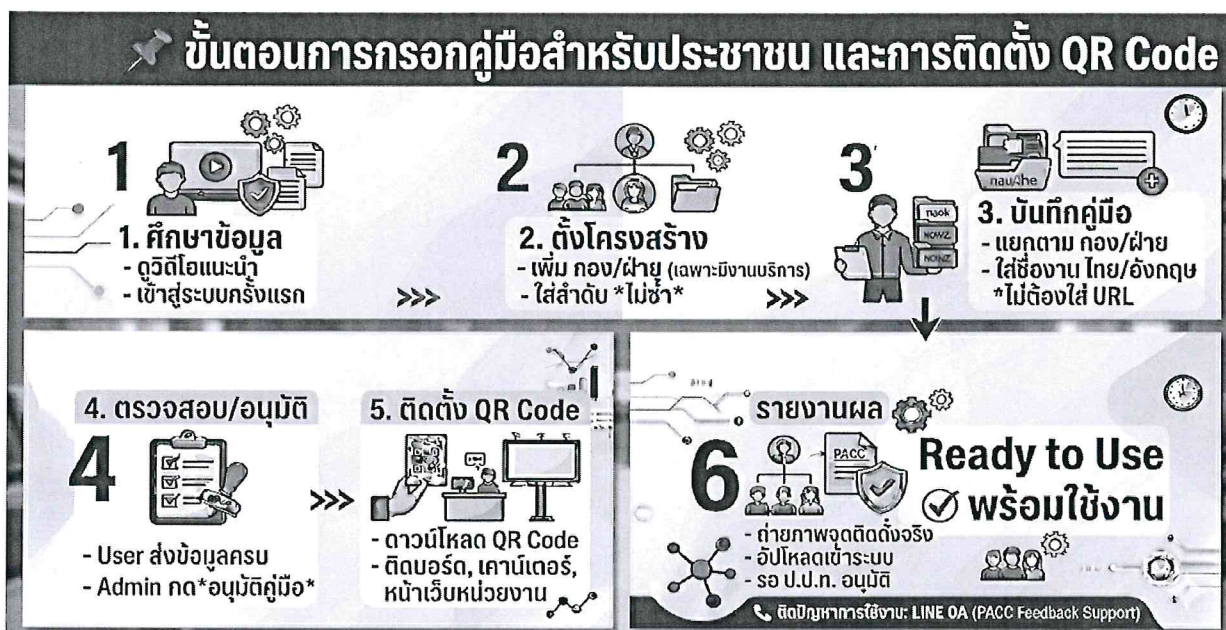 ขั้นตอนการกรอกคู่มือสำหรับประชาชน และการติดตั้ง QR Code
1
1. ศึกษาข้อมูล
- ดูวิดีโอแนะนำ
- เข้าสู่ระบบครั้งแรก
>>>
2
2. ตั้งโครงสร้าง
- เพิ่ม กอง/ฝ่าย (เฉพาะมีงานบริการ)
- ใส่ลำดับ *ไม่ซ้ำ*
>>>
3
3. บันทึกคู่มือ
- แยกตาม กอง/ฝ่าย
- ใส่ชื่องาน ไทย/อังกฤษ
*ไม่ต้องใส่ URL
4. ตรวจสอบ/อนุมัติ
4
- User ส่งข้อมูลครบ
- Admin กด*อนุมัติคู่มือ*
>>>
5. ติดตั้ง QR Code
- ดาวน์โหลด QR Code
- ติดบอร์ด, เคาน์เตอร์,
หน้าเว็บหน่วยงาน
รายงานผล
6
PACC
- ถ่ายภาพจุดติดตั้งจริง
- อัปโหลดเข้าระบบ
- รอ ป.ป.ท. อนุมัติ
Ready to Use
พร้อมใช้งาน
ติดปัญหาการใช้งาน: LINE OA (PACC Feedback Support)